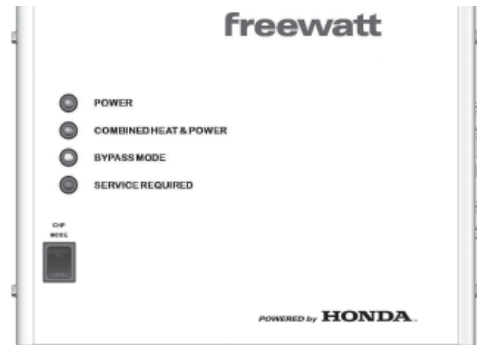 freewatt
POWER
COMBINED HEAT & POWER
BYPASS MODE
SERVICE REQUIRED
CHP
MODE
POWERED by HONDA